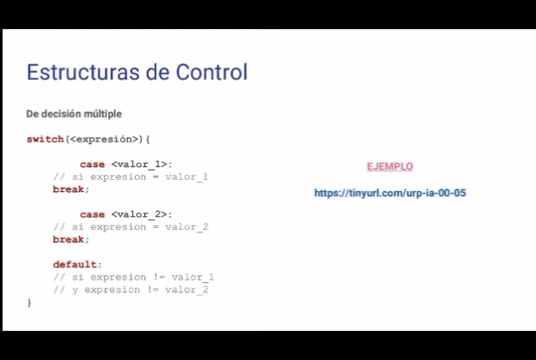 Estructuras de Control
De decisión múltiple
switch(<expresión>){
case <valor_1>:
// si expresion = valor_1
break;
case <valor_2>:
// si expresion = valor_2
break;
default:
// si expresion != valor_1
// y expresion != valor_2
}
EJEMPLO
https://tinyurl.com/urp-ia-00-05